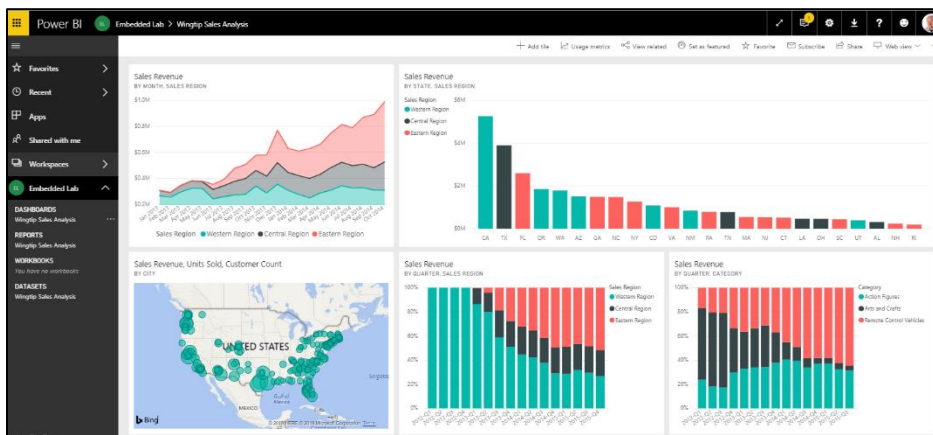 Power BI
EL
Embedded Lab > Wingtip Sales Analysis
Add tile
Usage metrics
View related
Set as featured
Favorite
Subscribe
Share
Web view
Favorites
Recent
Apps
Shared with me
Workspaces
Embedded Lab
DASHBOARDS
Wingtip Sales Analysis ...
REPORTS
Wingtip Sales Analysis
WORKBOOKS
You have no workbooks
DATASETS
Wingtip Sales Analysis
Sales Revenue
BY MONTH, SALES REGION
$1.0M
$0.8M
$0.6M
$0.4M
$0.2M
Sales Region Western Region Central Region Eastern Region
Sales Revenue
BY STATE, SALES REGION
Sales Region
Western Region
Central Region
Eastern Region
$6M
$4M
$2M
$0M
CA TX FL OR WA AZ GA NC NY CO VA NM PA TN MA NJ CT LA OH SC UT AL NH RI
Sales Revenue, Units Sold, Customer Count
BY CITY
UNITED STATES
MEXICO
Gulf of
Mexico
Bing
Sales Revenue
BY QUARTER, SALES REGION
100%
80%
60%
40%
20%
0%
Sales Region
Western Region
Central Region
Eastern Region
Sales Revenue
BY QUARTER, CATEGORY
100%
80%
60%
40%
20%
0%
Category
Action Figures
Arts and Crafts
Remote Control Vehicles